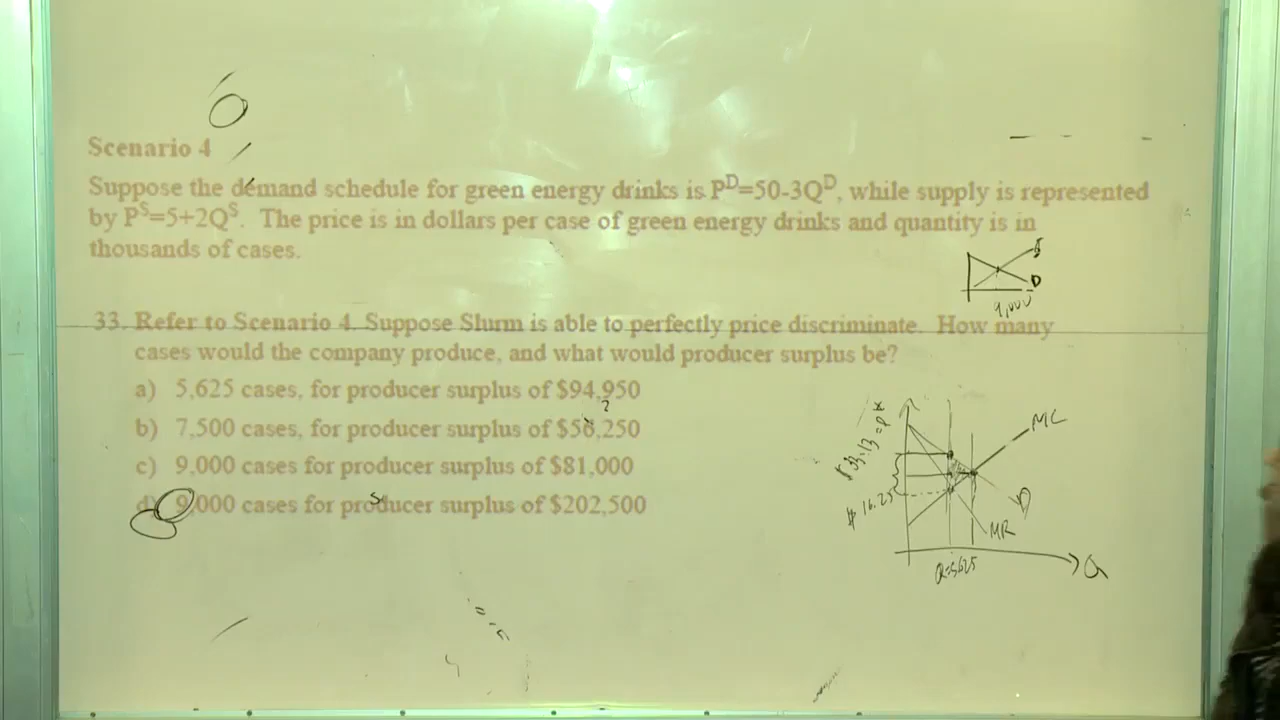 Scenario 4
Suppose the demand schedule for green energy drinks is Pᴰ=50-3Qᴰ, while supply is represented
by Pˢ=5+2Qˢ. The price is in dollars per case of green energy drinks and quantity is in
thousands of cases.
S
D
9,000
33. Refer to Scenario 4. Suppose Slurm is able to perfectly price discriminate. How many
cases would the company produce, and what would producer surplus be?
a) 5,625 cases, for producer surplus of $94,950
?
b) 7,500 cases, for producer surplus of $56,250
c) 9,000 cases for producer surplus of $81,000
d) 9,000 cases for producer surplus of $202,500
MC
$33.13=P*
$16.25
D
MR
Q=5625
Q